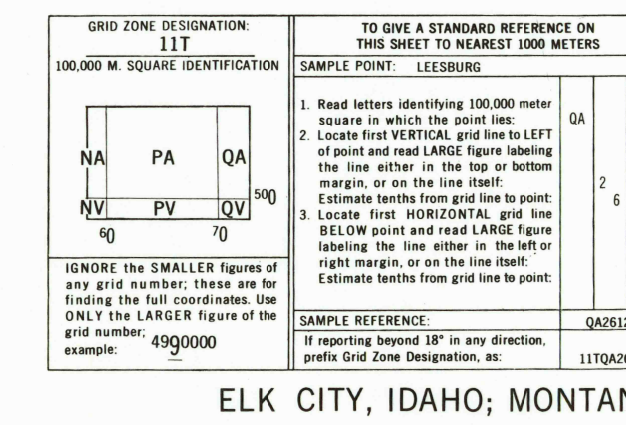 GRID ZONE DESIGNATION:
11T
100,000 M. SQUARE IDENTIFICATION
NA PA QA
NV PV QV
500
60 70
IGNORE the SMALLER figures of
any grid number; these are for
finding the full coordinates. Use
ONLY the LARGER figure of the
grid number;
example: 4990000
TO GIVE A STANDARD REFERENCE ON
THIS SHEET TO NEAREST 1000 METERS
SAMPLE POINT: LEESBURG
1. Read letters identifying 100,000 meter
square in which the point lies:
QA
2. Locate first VERTICAL grid line to LEFT
of point and read LARGE figure labeling
the line either in the top or bottom
margin, or on the line itself:
2
Estimate tenths from grid line to point:
6
3. Locate first HORIZONTAL grid line
BELOW point and read LARGE figure
labeling the line either in the left or
right margin, or on the line itself:
Estimate tenths from grid line to point:
SAMPLE REFERENCE: QA2612
If reporting beyond 18° in any direction,
prefix Grid Zone Designation, as: 11TQA26
ELK CITY, IDAHO; MONTAN